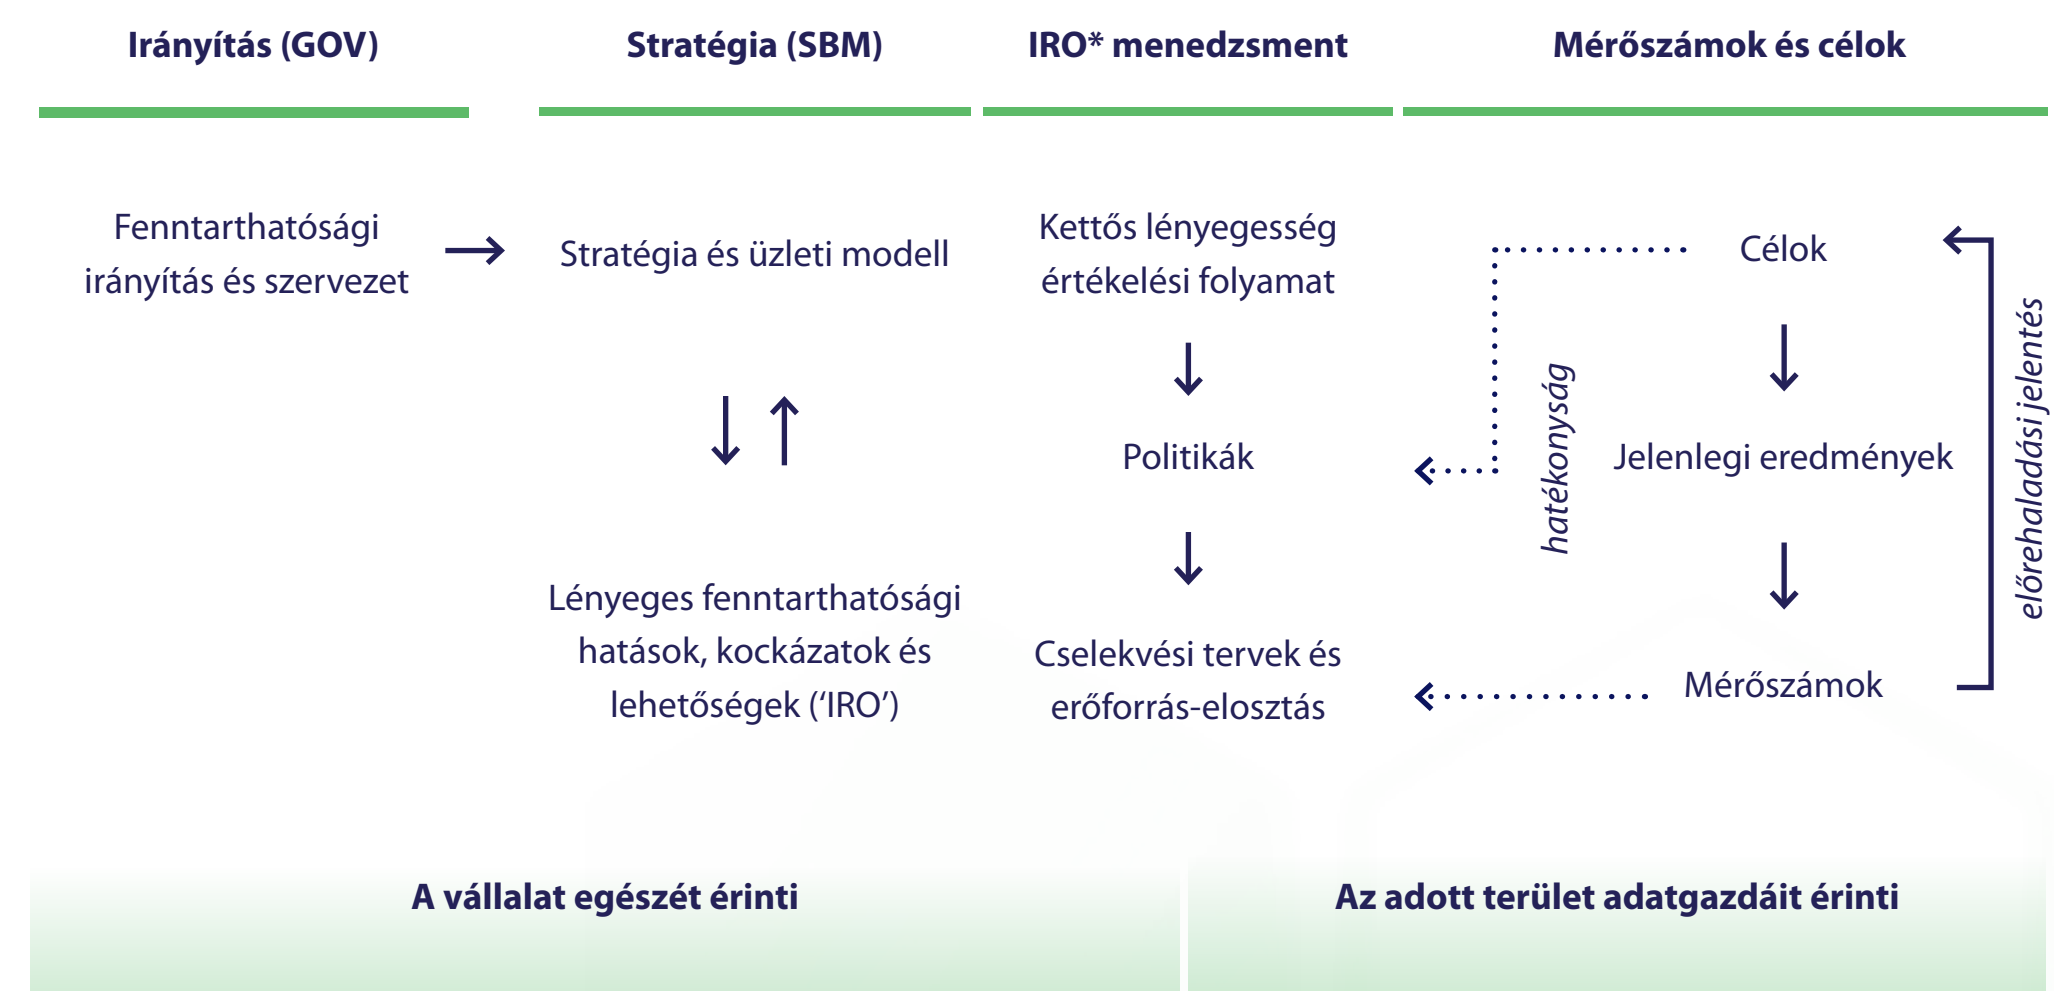 Irányítás (GOV)
Stratégia (SBM)
IRO* menedzsment
Mérőszámok és célok
Fenntarthatósági
irányítás és szervezet
Stratégia és üzleti modell
Lényeges fenntarthatósági
hatások, kockázatok és
lehetőségek (‘IRO’)
Kettős lényegesség
értékelési folyamat
Politikák
Cselekvési tervek és
erőforrás-elosztás
hatékonyság
Célok
Jelenlegi eredmények
Mérőszámok
előrehaladási jelentés
A vállalat egészét érinti
Az adott terület adatgazdáit érinti